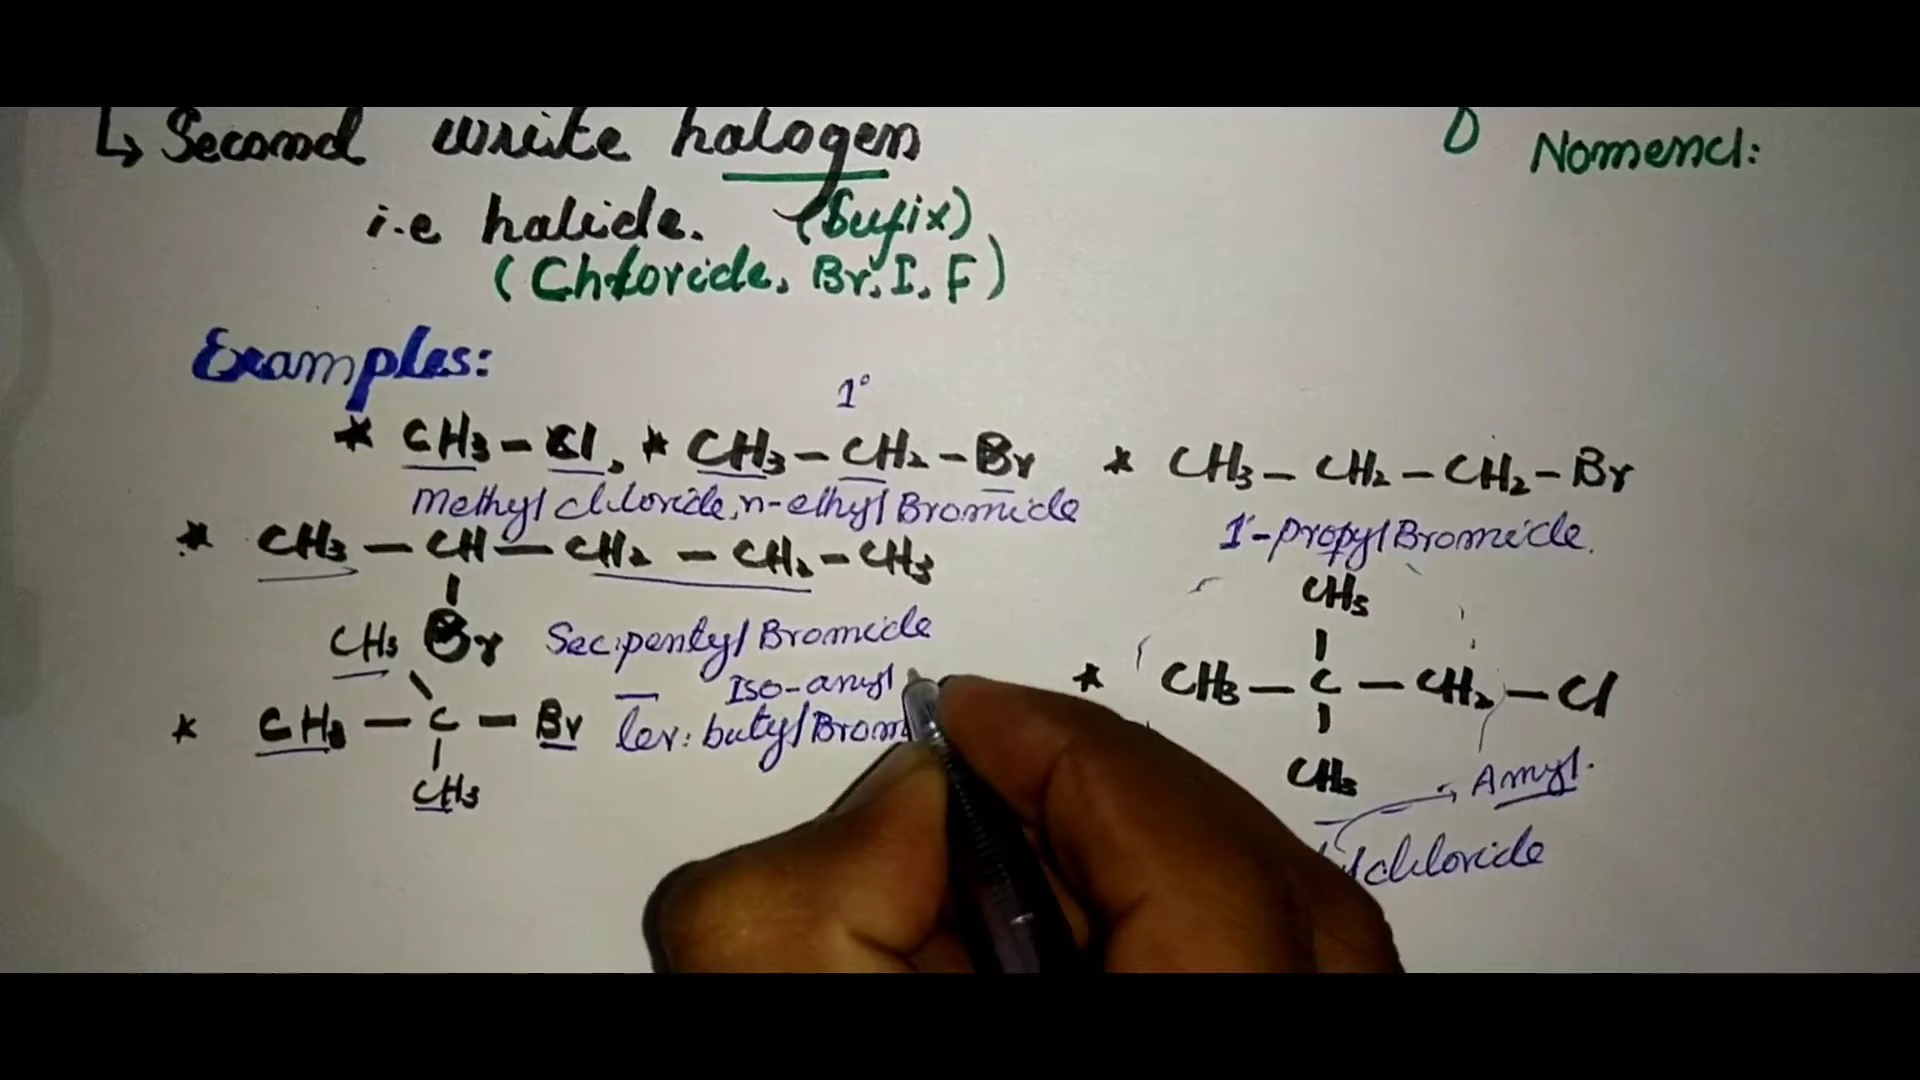 ↳ Second write halogen
i.e halide. (Sufix)
(Chloride, Br, I, F)
Nomencl:
Examples:
1°
* CH3 – Cl, * CH3 – CH2 – Br
Methyl chloride, n-ethyl Bromide
* CH3 – CH2 – CH2 – Br
1°-propyl Bromide.
* CH3 – CH – CH2 – CH2 – CH3
Br
Sec: pentyl Bromide
Iso-amyl
CH3
* CH3 – C – Br
ter: butyl Brom
CH3
CH3
* CH3 – C – CH2 – Cl
CH3
→ Amyl.
chloride